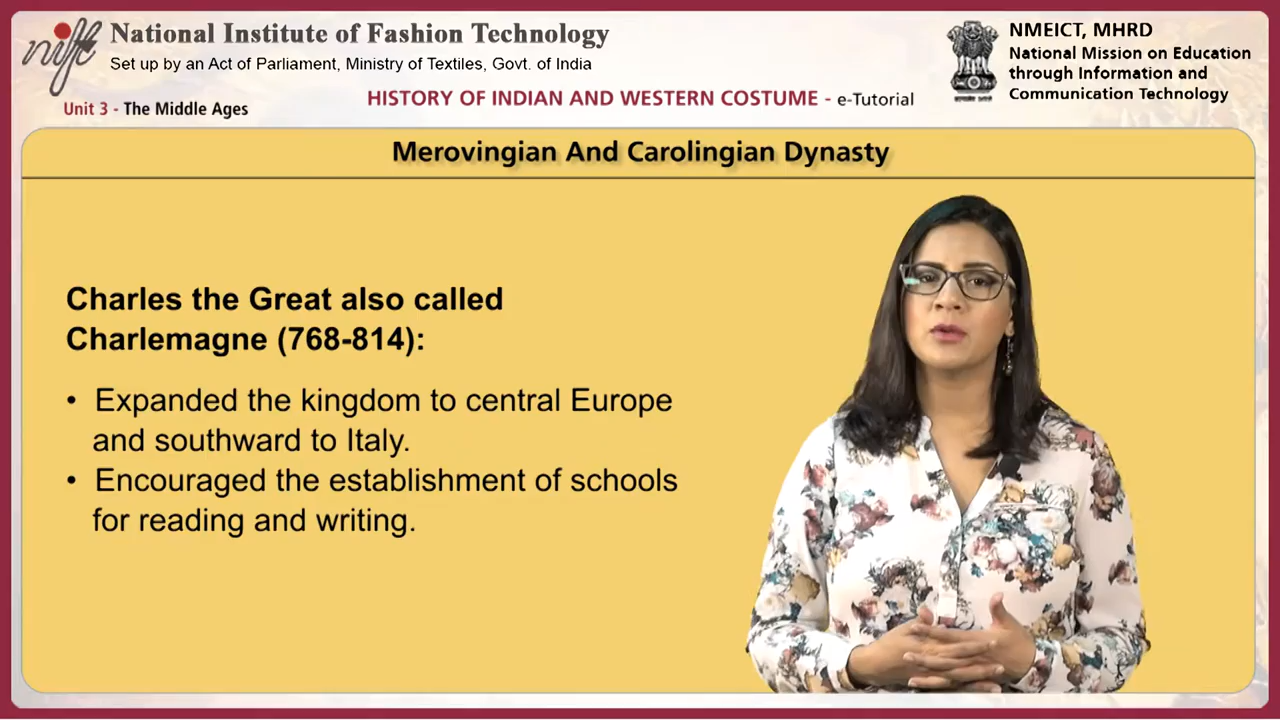 nift
National Institute of Fashion Technology
Set up by an Act of Parliament, Ministry of Textiles, Govt. of India
NMEICT, MHRD
National Mission on Education
through Information and
Communication Technology
Unit 3 - The Middle Ages
HISTORY OF INDIAN AND WESTERN COSTUME - e-Tutorial
Merovingian And Carolingian Dynasty
Charles the Great also called
Charlemagne (768-814):
• Expanded the kingdom to central Europe
and southward to Italy.
• Encouraged the establishment of schools
for reading and writing.